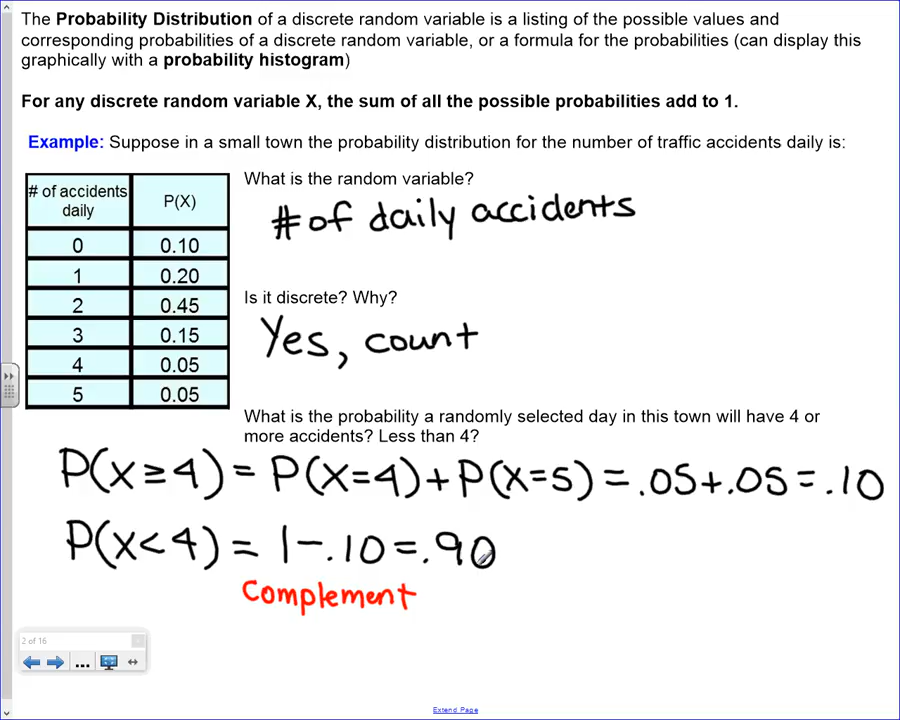 The Probability Distribution of a discrete random variable is a listing of the possible values and
corresponding probabilities of a discrete random variable, or a formula for the probabilities (can display this
graphically with a probability histogram)
For any discrete random variable X, the sum of all the possible probabilities add to 1.
Example: Suppose in a small town the probability distribution for the number of traffic accidents daily is:
# of accidents daily P(X)
0 0.10
1 0.20
2 0.45
3 0.15
4 0.05
5 0.05
What is the random variable?
# of daily accidents
Is it discrete? Why?
Yes, count
What is the probability a randomly selected day in this town will have 4 or
more accidents? Less than 4?
P(X≥4) = P(X=4)+P(X=5) = .05+.05 = .10
P(X<4) = 1-.10 = .90
Complement
2 of 16
...
Extend Page